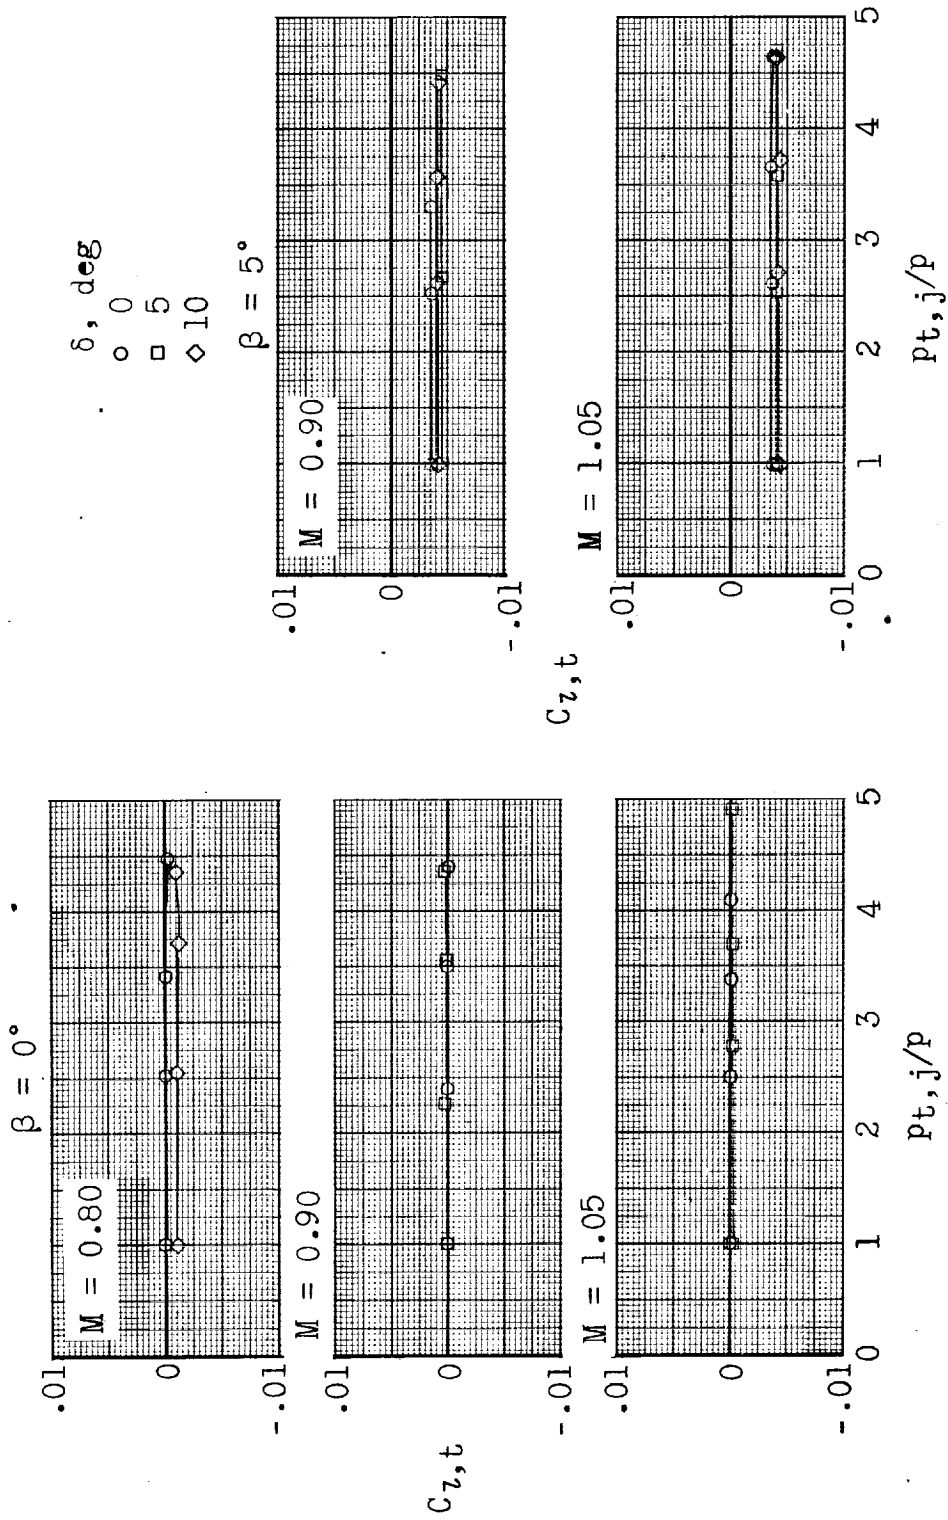 β = 0°
M = 0.80
.01
0
-.01
M = 0.90
.01
0
-.01
C l,t
M = 1.05
.01
0
-.01
0 1 2 3 4 5
pt,j/p
δ, deg
○ 0
□ 5
◇ 10
β = 5°
M = 0.90
.01
0
-.01
C l,t
M = 1.05
.01
0
-.01
0 1 2 3 4 5
pt,j/p